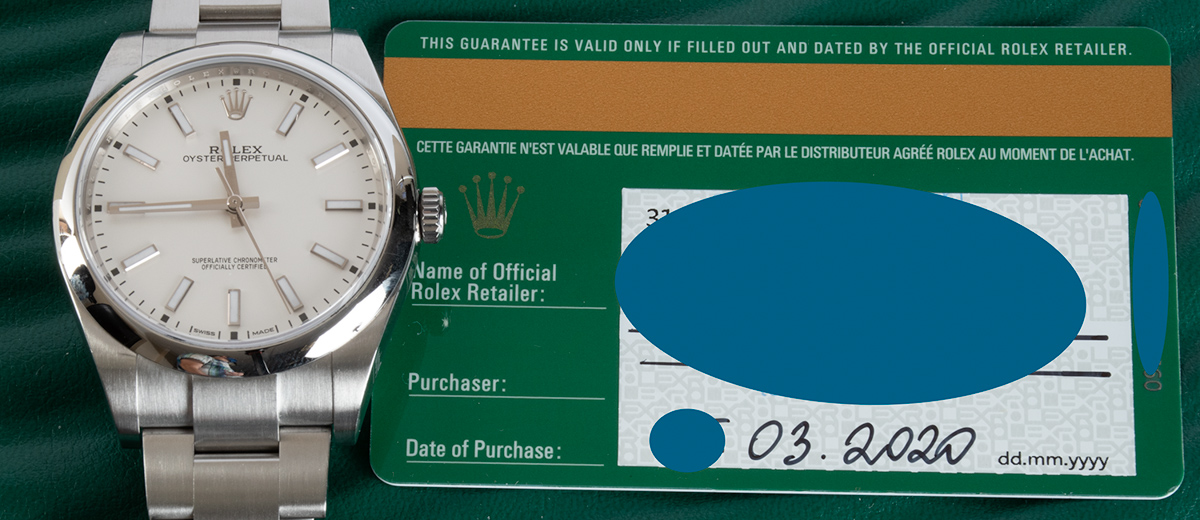 ROLEX
OYSTER PERPETUAL
SUPERLATIVE CHRONOMETER
OFFICIALLY CERTIFIED
SWISS MADE
THIS GUARANTEE IS VALID ONLY IF FILLED OUT AND DATED BY THE OFFICIAL ROLEX RETAILER.
CETTE GARANTIE N'EST VALABLE QUE REMPLIE ET DATÉE PAR LE DISTRIBUTEUR AGRÉÉ ROLEX AU MOMENT DE L'ACHAT.
31
Name of Official
Rolex Retailer:
Purchaser:
Date of Purchase: 03.2020 dd.mm.yyyy